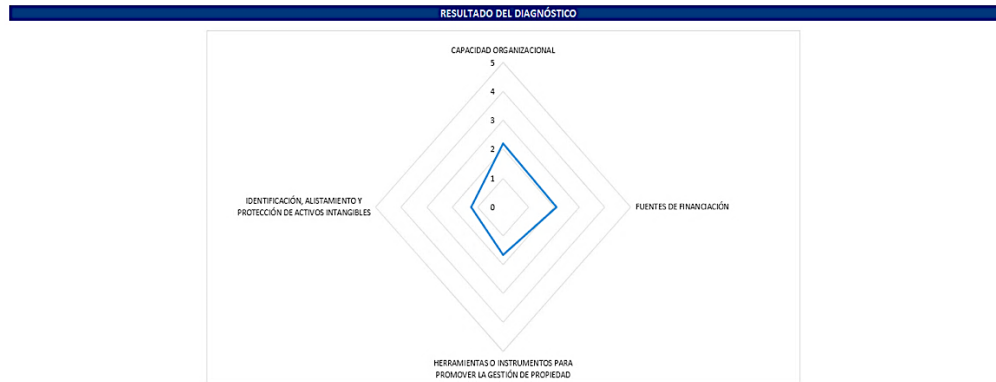 RESULTADO DEL DIAGNÓSTICO
CAPACIDAD ORGANIZACIONAL
5
4
3
2
1
0
IDENTIFICACIÓN, ALISTAMIENTO Y
PROTECCIÓN DE ACTIVOS INTANGIBLES
FUENTES DE FINANCIACIÓN
HERRAMIENTAS O INSTRUMENTOS PARA
PROMOVER LA GESTIÓN DE PROPIEDAD